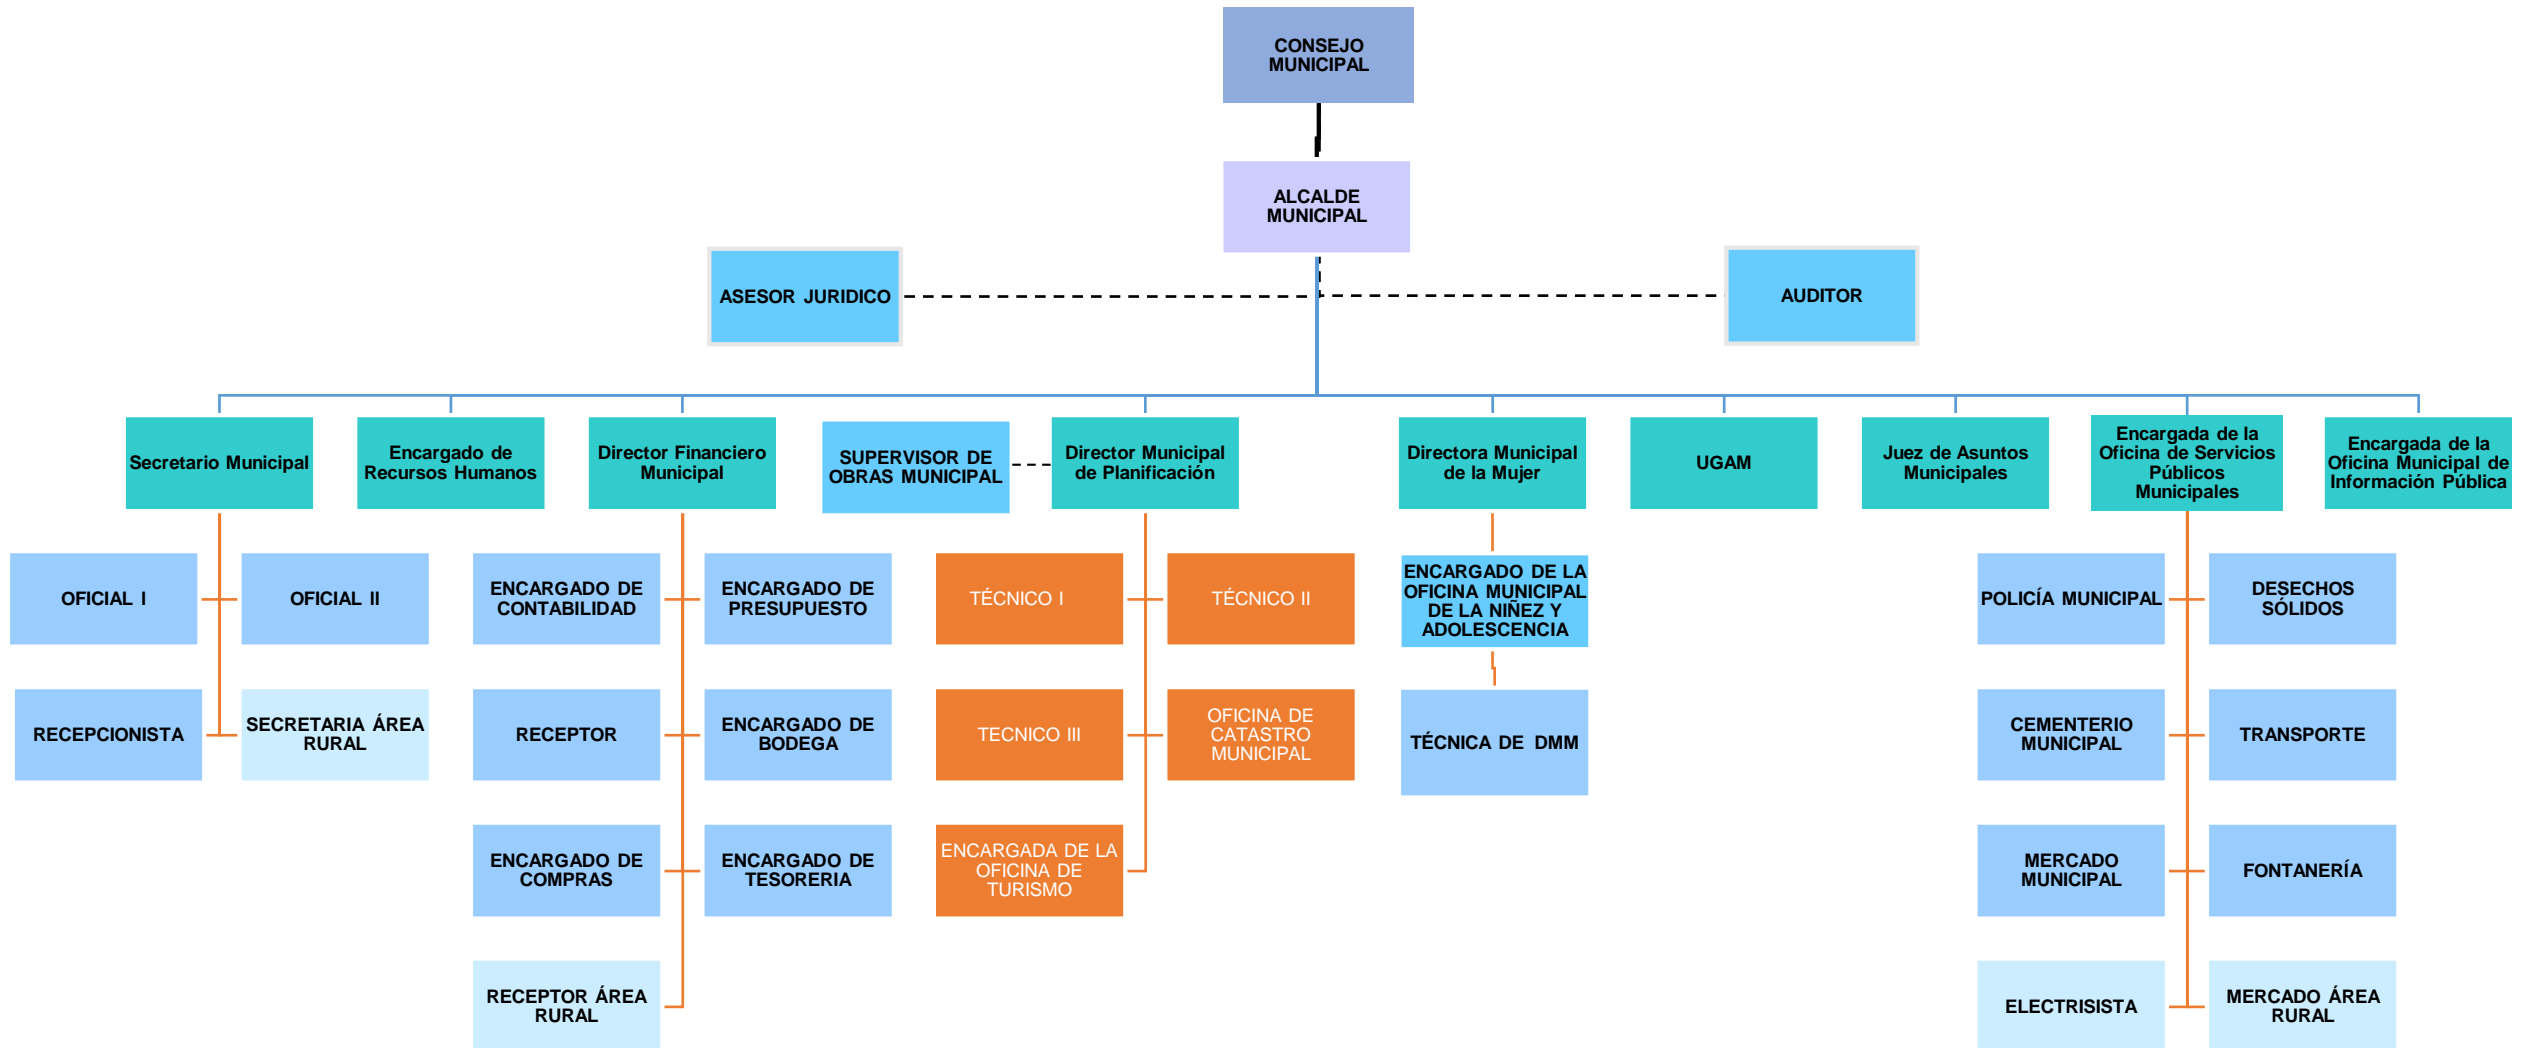 CONSEJO
MUNICIPAL
ALCALDE
MUNICIPAL
ASESOR JURIDICO
AUDITOR
Secretario Municipal
Encargado de
Recursos Humanos
Director Financiero
Municipal
SUPERVISOR DE
OBRAS MUNICIPAL
Director Municipal
de Planificación
Directora Municipal
de la Mujer
UGAM
Juez de Asuntos
Municipales
Encargada de la
Oficina de Servicios
Públicos
Municipales
Encargada de la
Oficina Municipal de
Información Pública
OFICIAL I
OFICIAL II
ENCARGADO DE
CONTABILIDAD
ENCARGADO DE
PRESUPUESTO
TÉCNICO I
TÉCNICO II
ENCARGADO DE LA
OFICINA MUNICIPAL
DE LA NIÑEZ Y
ADOLESCENCIA
POLICÍA MUNICIPAL
DESECHOS
SÓLIDOS
RECEPCIONISTA
SECRETARIA ÁREA
RURAL
RECEPTOR
ENCARGADO DE
BODEGA
TECNICO III
OFICINA DE
CATASTRO
MUNICIPAL
TÉCNICA DE DMM
CEMENTERIO
MUNICIPAL
TRANSPORTE
ENCARGADO DE
COMPRAS
ENCARGADO DE
TESORERIA
ENCARGADA DE LA
OFICINA DE
TURISMO
MERCADO
MUNICIPAL
FONTANERÍA
RECEPTOR ÁREA
RURAL
ELECTRISISTA
MERCADO ÁREA
RURAL